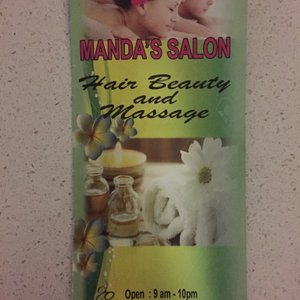 MANDA'S SALON
Hair Beauty
and
Massage
Open : 9 am - 10pm